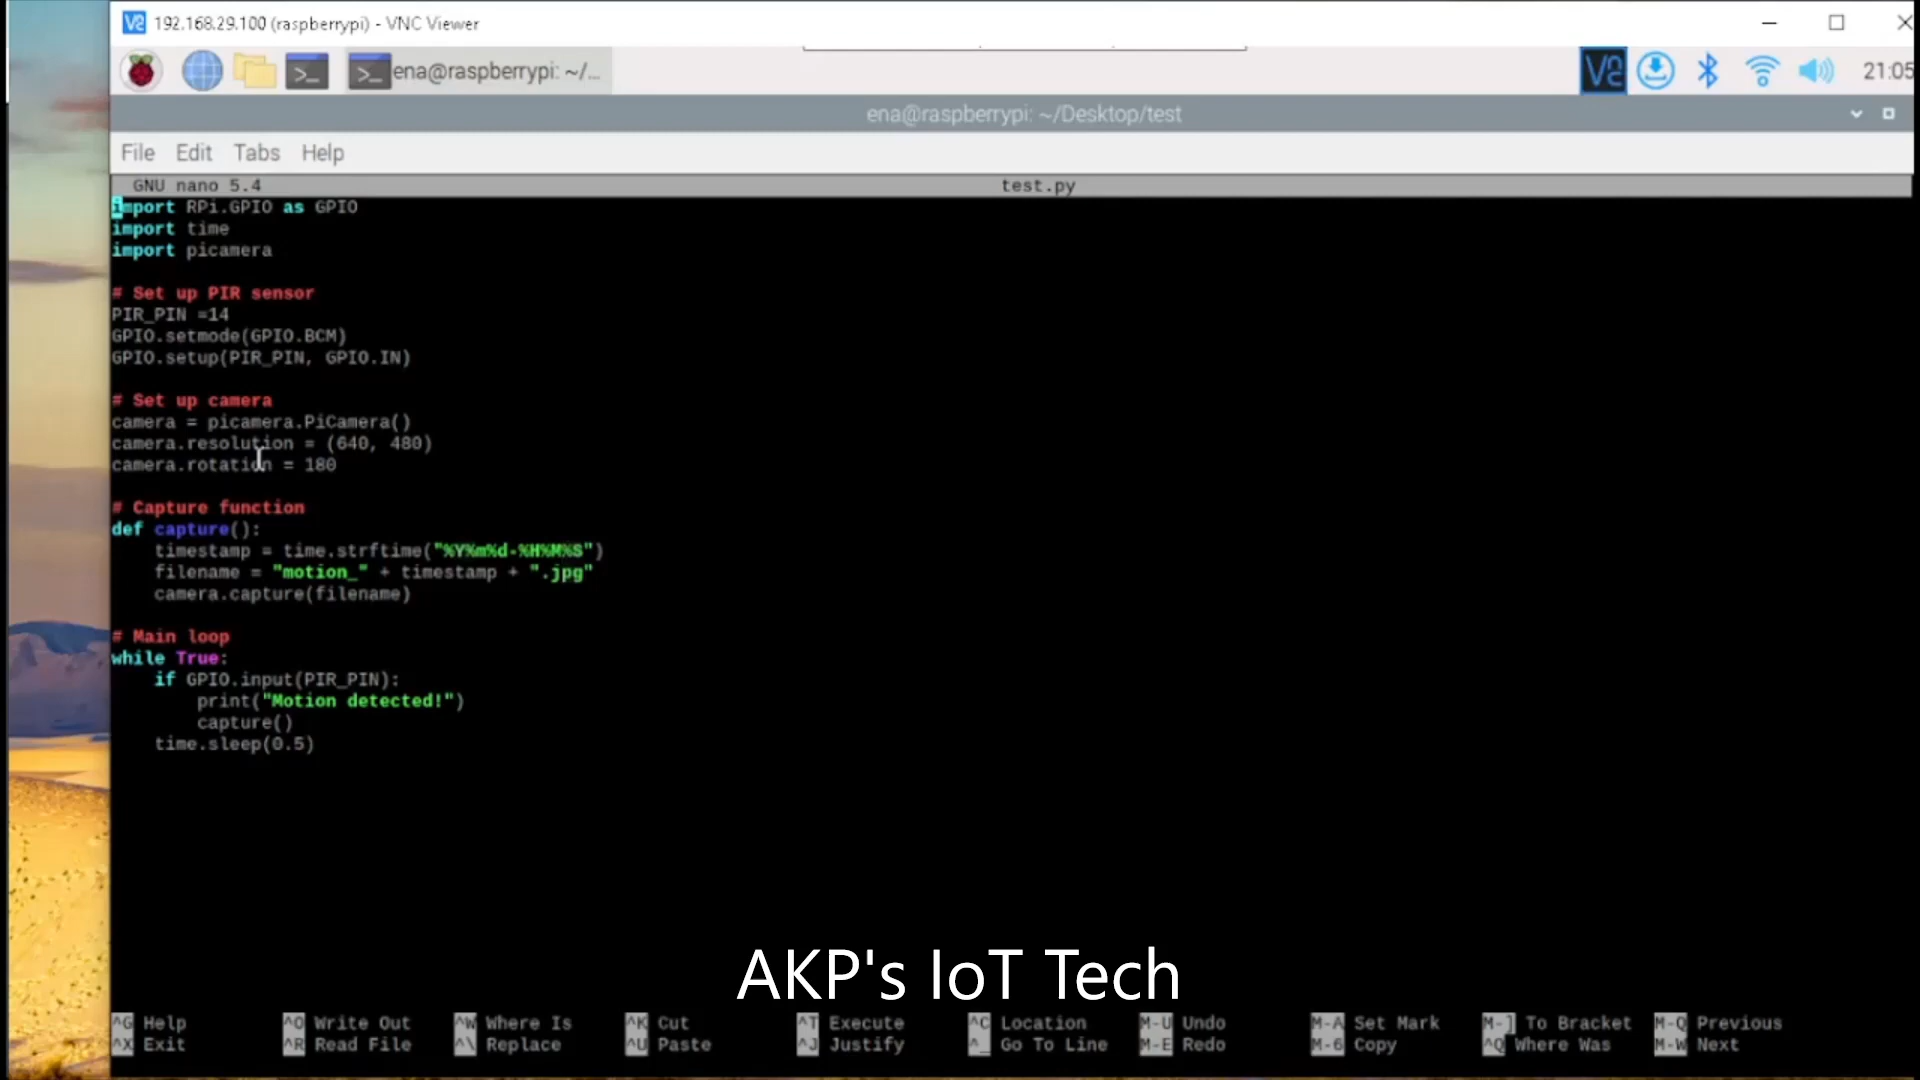 192.168.29.100 (raspberrypi) - VNC Viewer
ena@raspberrypi: ~/...
21:05
ena@raspberrypi: ~/Desktop/test
File Edit Tabs Help
GNU nano 5.4 test.py
import RPi.GPIO as GPIO
import time
import picamera
# Set up PIR sensor
PIR_PIN =14
GPIO.setmode(GPIO.BCM)
GPIO.setup(PIR_PIN, GPIO.IN)
# Set up camera
camera = picamera.PiCamera()
camera.resolution = (640, 480)
camera.rotation = 180
# Capture function
def capture():
    timestamp = time.strftime("%Y%m%d-%H%M%S")
    filename = "motion_" + timestamp + ".jpg"
    camera.capture(filename)
# Main loop
while True:
    if GPIO.input(PIR_PIN):
        print("Motion detected!")
        capture()
    time.sleep(0.5)
AKP's IoT Tech
^G Help ^O Write Out ^W Where Is ^K Cut ^T Execute ^C Location M-U Undo M-A Set Mark M-] To Bracket M-Q Previous
^X Exit ^R Read File ^\ Replace ^U Paste ^J Justify ^_ Go To Line M-E Redo M-6 Copy ^Q Where Was M-W Next